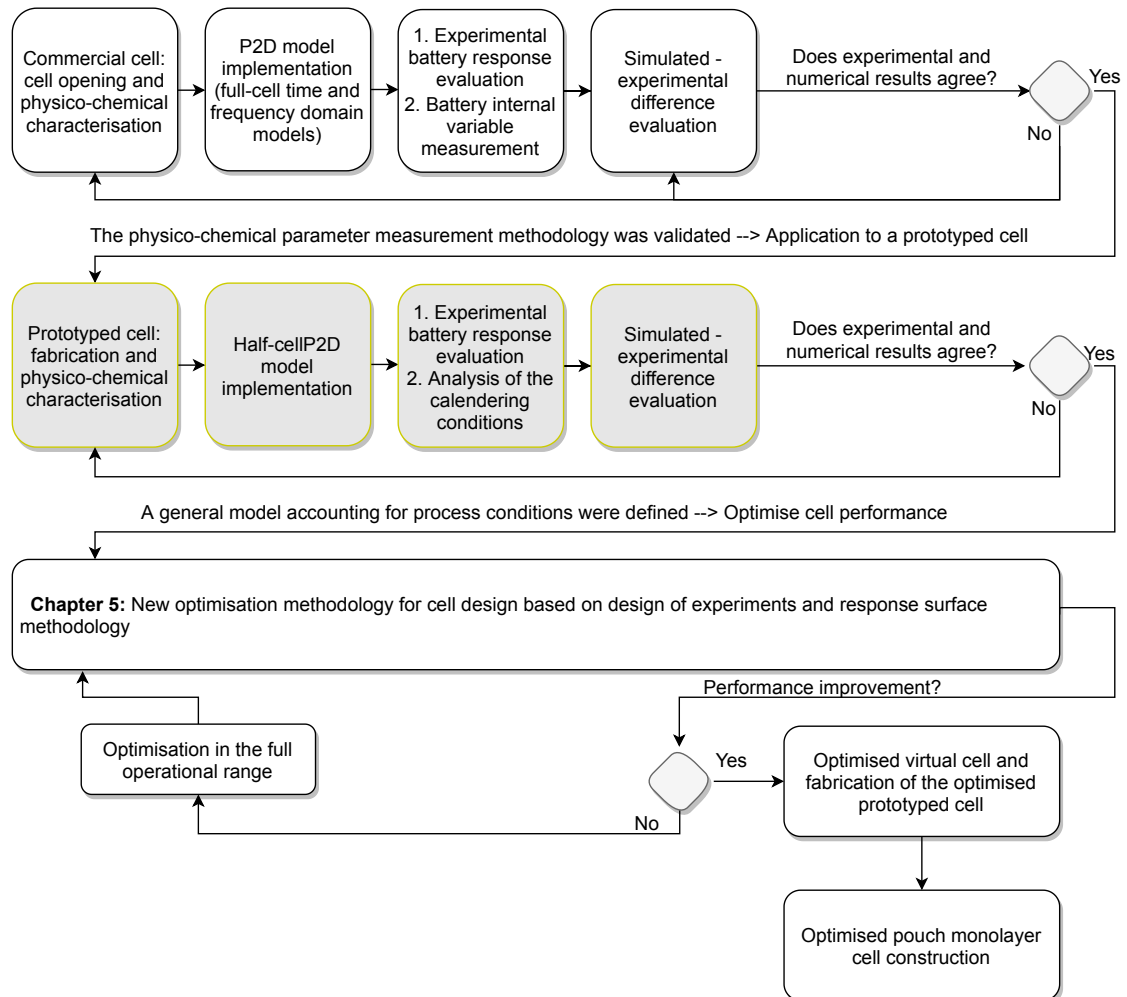 Commercial cell:
cell opening and
physico-chemical
characterisation
P2D model
implementation
(full-cell time and
frequency domain
models)
1. Experimental
battery response
evaluation
2. Battery internal
variable
measurement
Simulated -
experimental
difference
evaluation
Does experimental and
numerical results agree?
Yes
No
The physico-chemical parameter measurement methodology was validated --> Application to a prototyped cell
Prototyped cell:
fabrication and
physico-chemical
characterisation
Half-cellP2D
model
implementation
1. Experimental
battery response
evaluation
2. Analysis of the
calendering
conditions
Simulated -
experimental
difference
evaluation
Does experimental and
numerical results agree?
Yes
No
A general model accounting for process conditions were defined --> Optimise cell performance
Chapter 5: New optimisation methodology for cell design based on design of experiments and response surface
methodology
Performance improvement?
Optimisation in the full
operational range
Yes
No
Optimised virtual cell and
fabrication of the optimised
prototyped cell
Optimised pouch monolayer
cell construction